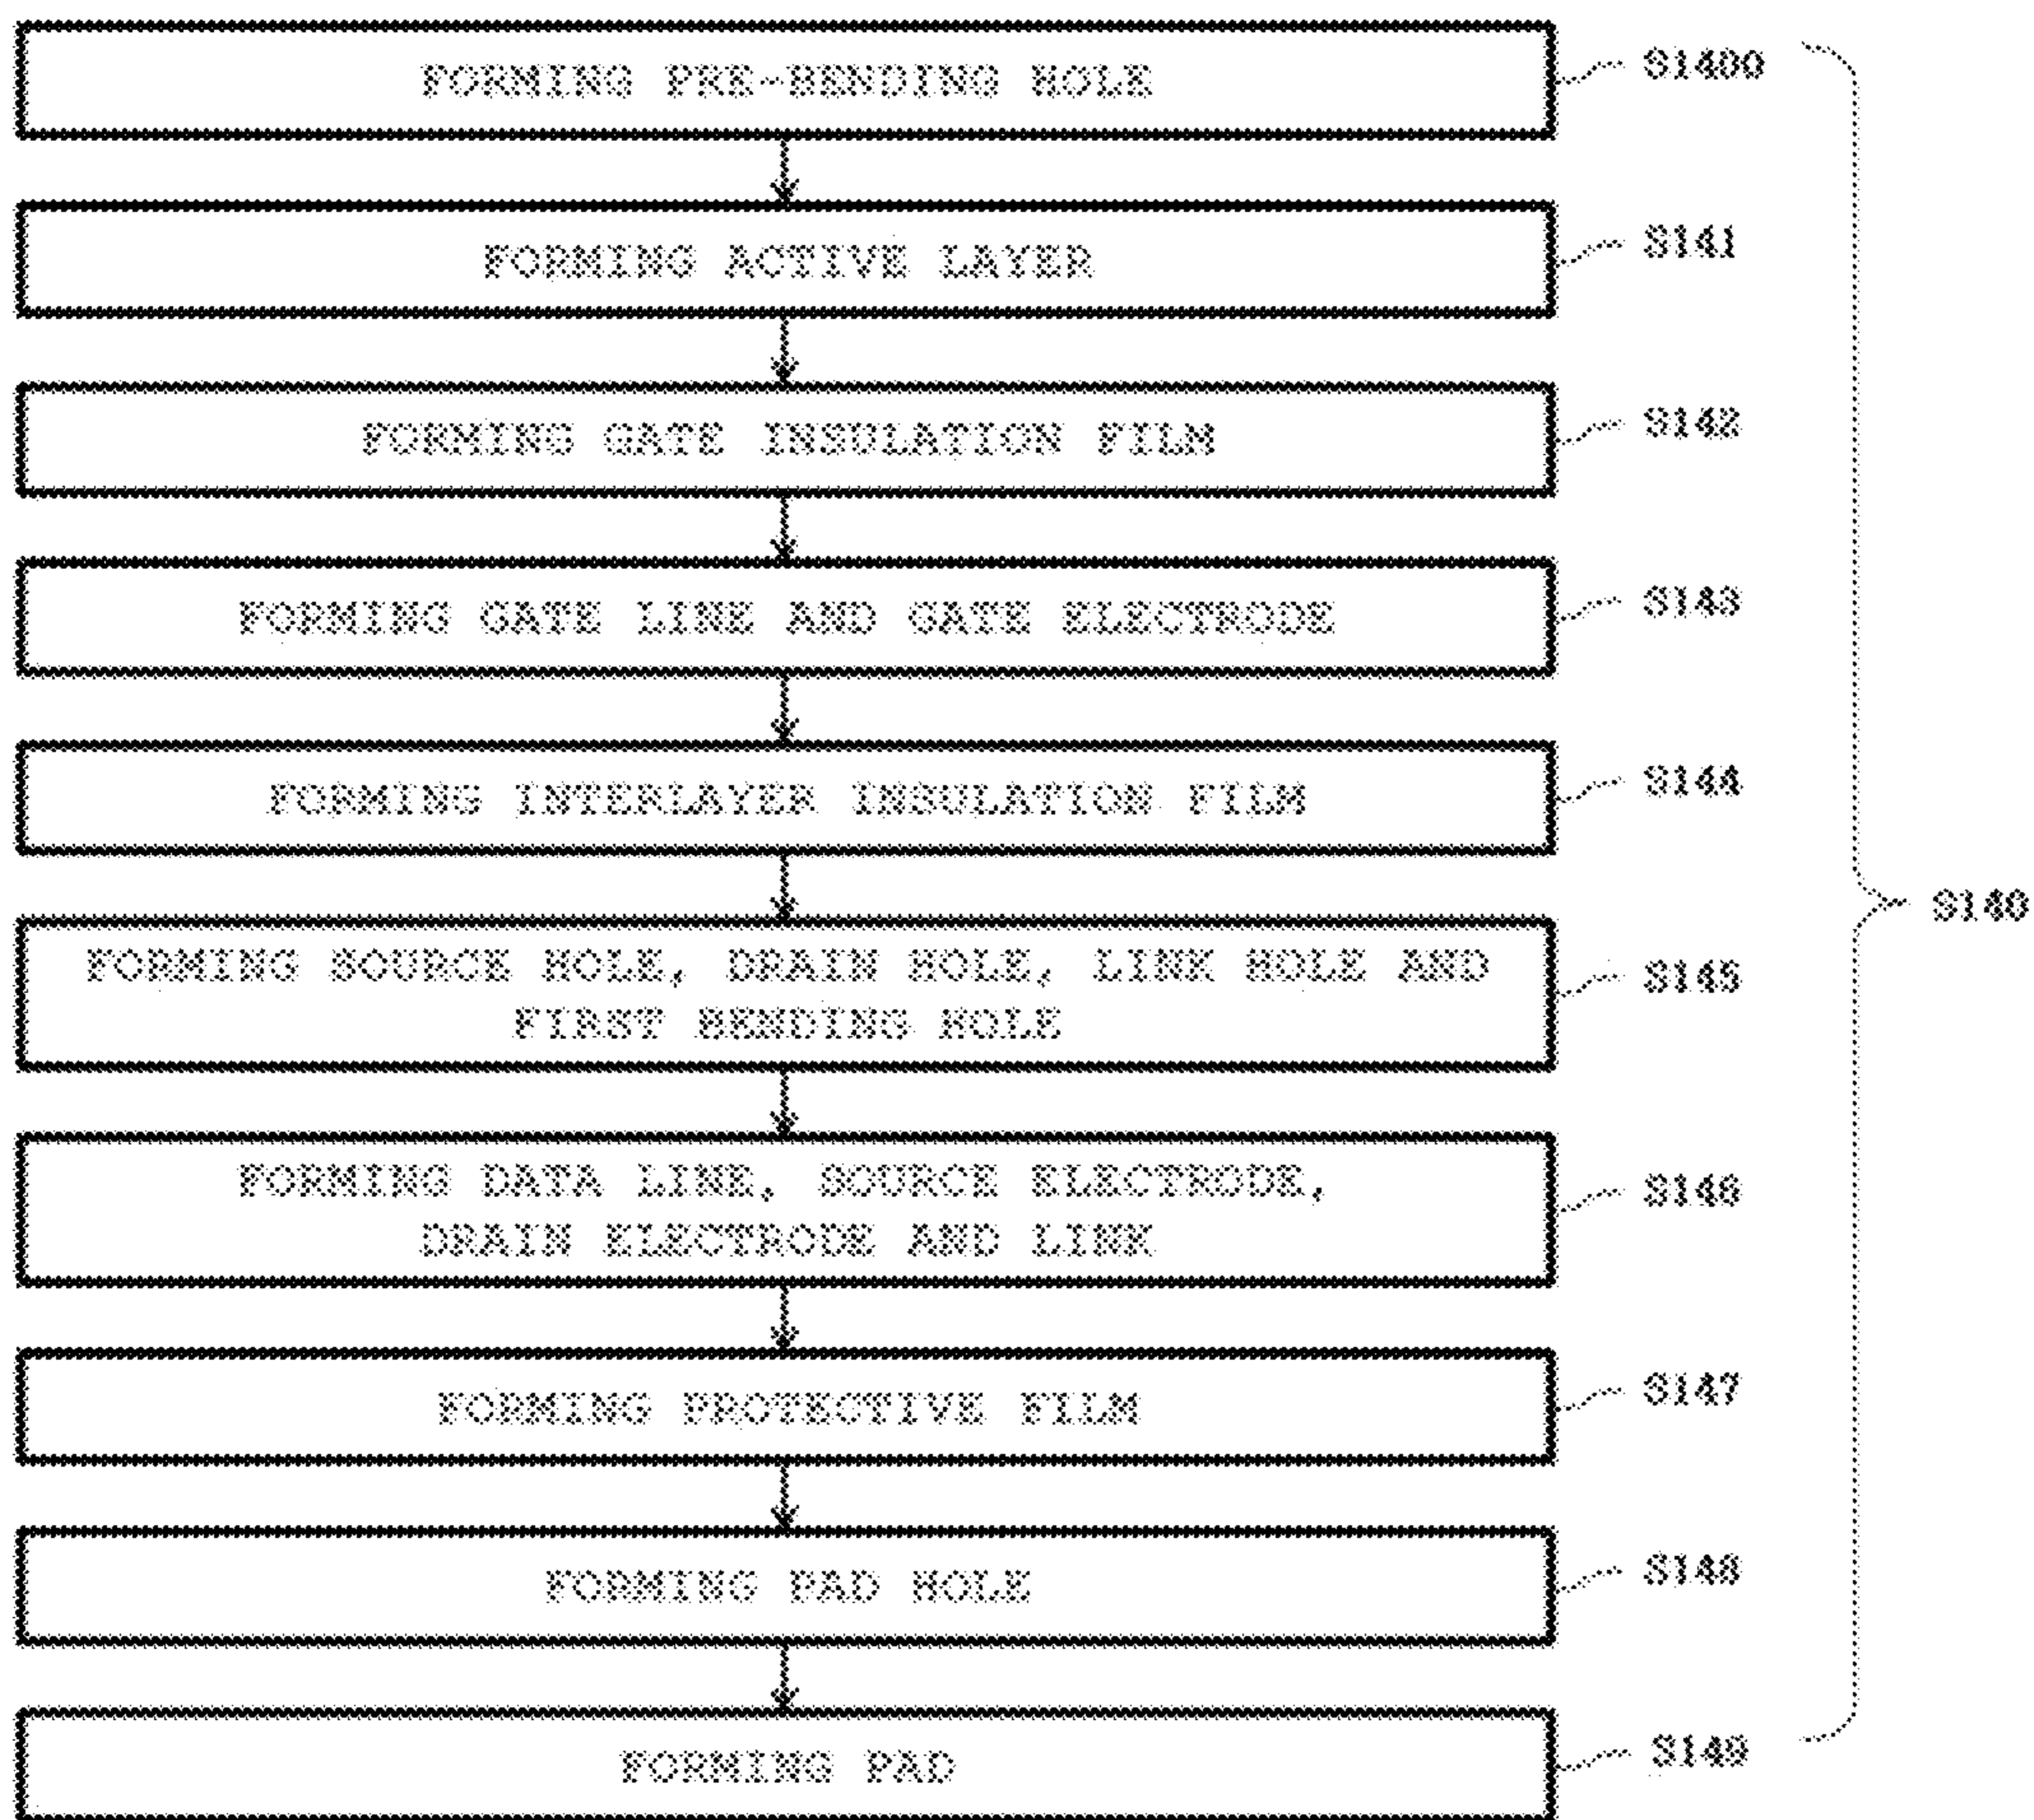 FORMING PRE-BENDING HOLE
S1400
FORMING ACTIVE LAYER
S141
FORMING GATE INSULATION FILM
S142
FORMING GATE LINE AND GATE ELECTRODE
S143
FORMING INTERLAYER INSULATION FILM
S144
S140
FORMING SOURCE HOLE, DRAIN HOLE, LINK HOLE AND
FIRST BENDING HOLE
S145
FORMING DATA LINE, SOURCE ELECTRODE,
DRAIN ELECTRODE AND LINK
S146
FORMING PROTECTIVE FILM
S147
FORMING PAD HOLE
S148
FORMING PAD
S149